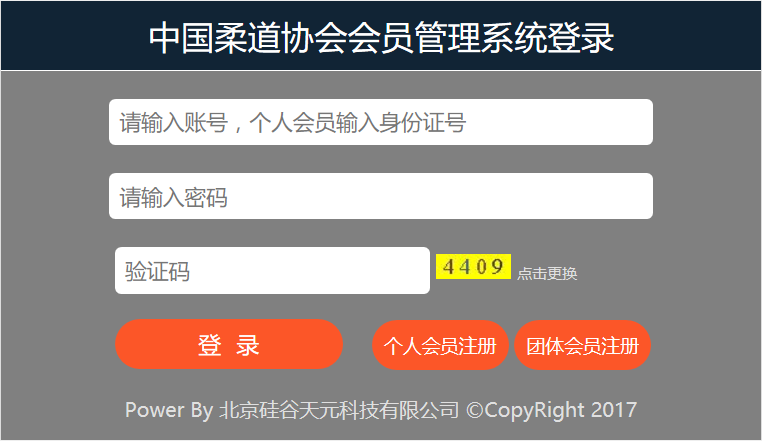 中国柔道协会会员管理系统登录
请输入账号，个人会员输入身份证号
请输入密码
验证码 4409 点击更换
登 录 个人会员注册 团体会员注册
Power By 北京硅谷天元科技有限公司 ©CopyRight 2017